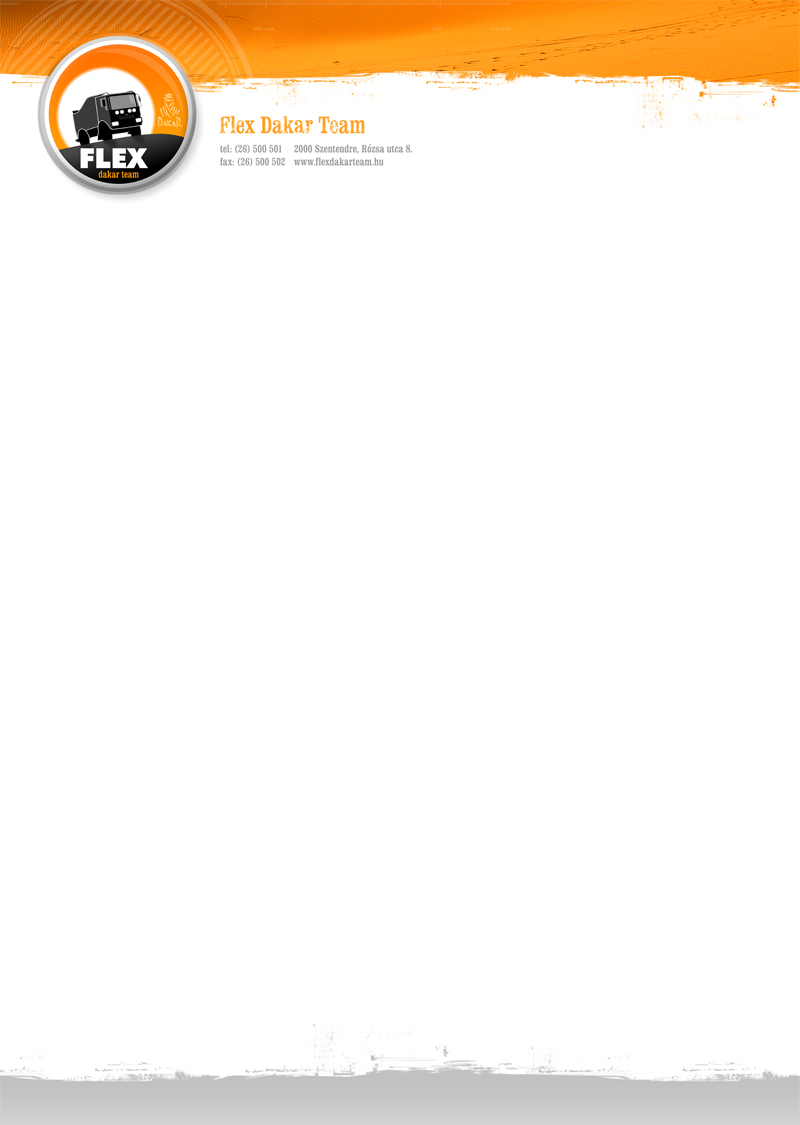 DAKAR
FLEX
dakar team
Flex Dakar Team
tel: (26) 500 501 2000 Szentendre, Rózsa utca 8.
fax: (26) 500 502 www.flexdakarteam.hu